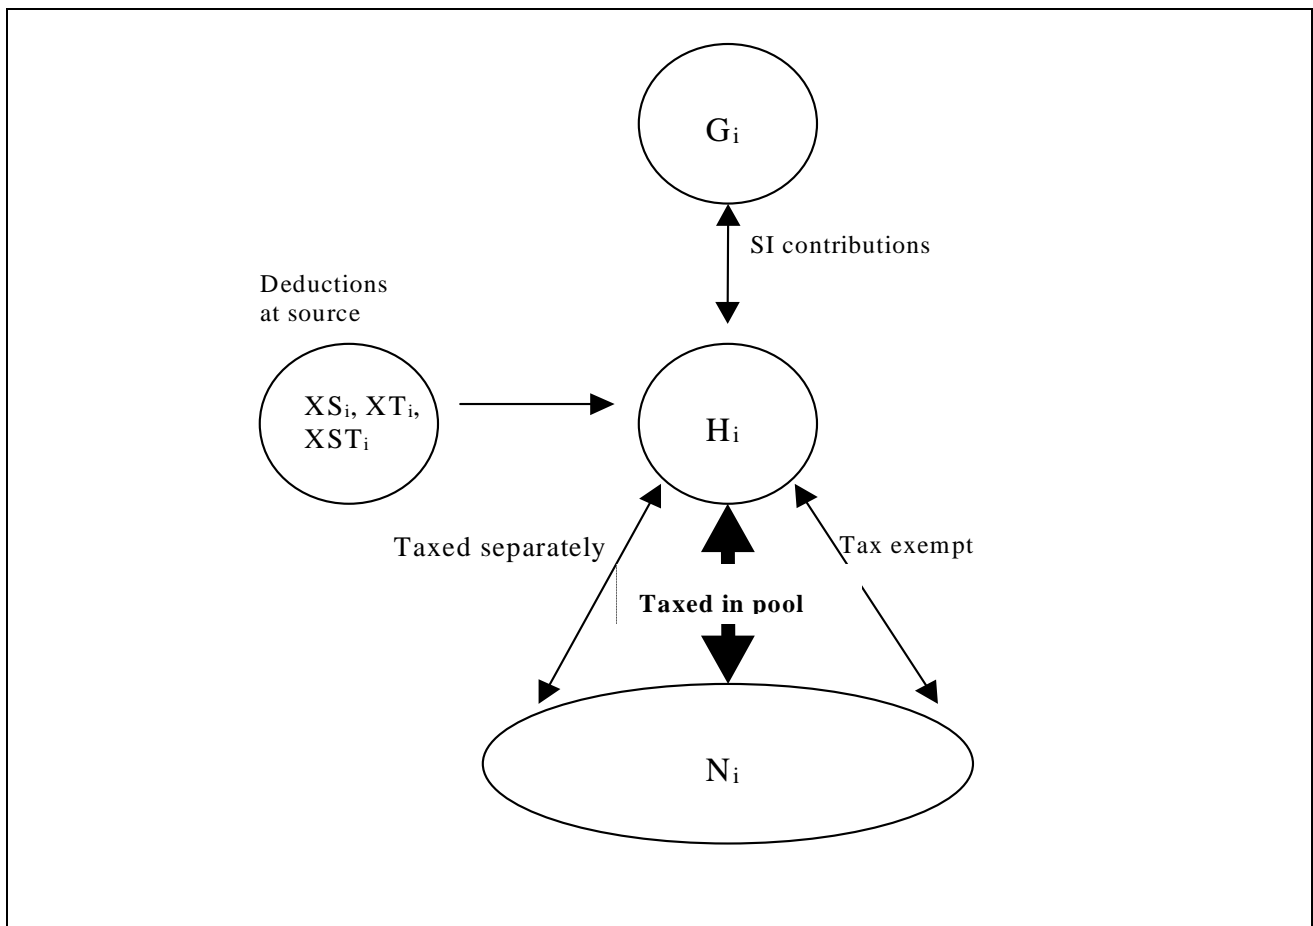 Gi
SI contributions
Deductions
at source
XSi, XTi,
XSTi
Hi
Taxed separately
Tax exempt
Taxed in pool
Ni